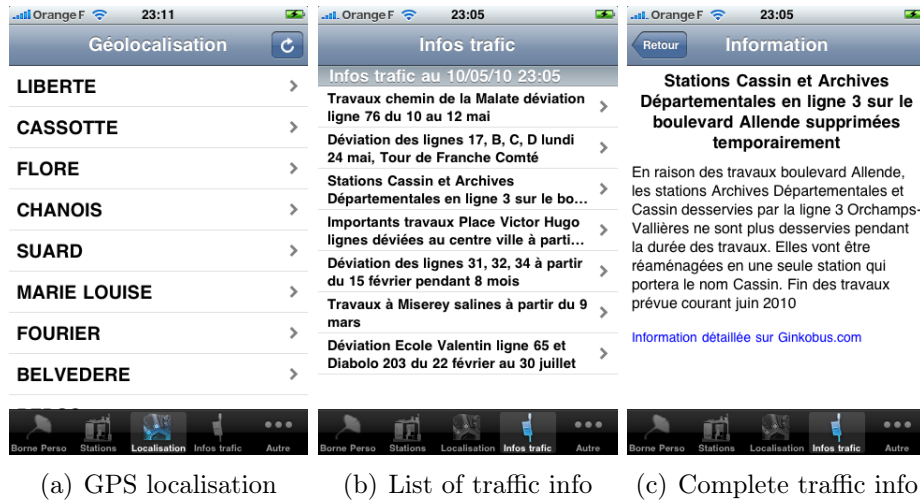 Orange F 23:11
Géolocalisation
LIBERTE
CASSOTTE
FLORE
CHANOIS
SUARD
MARIE LOUISE
FOURIER
BELVEDERE
Borne Perso Stations Localisation Infos trafic Autre
(a) GPS localisation
Orange F 23:05
Infos trafic
Infos trafic au 10/05/10 23:05
Travaux chemin de la Malate déviation
ligne 76 du 10 au 12 mai
Déviation des lignes 17, B, C, D lundi
24 mai, Tour de Franche Comté
Stations Cassin et Archives
Départementales en ligne 3 sur le bo...
Importants travaux Place Victor Hugo
lignes déviées au centre ville à parti...
Déviation des lignes 31, 32, 34 à partir
du 15 février pendant 8 mois
Travaux à Miserey salines à partir du 9
mars
Déviation Ecole Valentin ligne 65 et
Diabolo 203 du 22 février au 30 juillet
Borne Perso Stations Localisation Infos trafic Autre
(b) List of traffic info
Orange F 23:05
Retour Information
Stations Cassin et Archives
Départementales en ligne 3 sur le
boulevard Allende supprimées
temporairement
En raison des travaux boulevard Allende,
les stations Archives Départementales et
Cassin desservies par la ligne 3 Orchamps-
Vallières ne sont plus desservies pendant
la durée des travaux. Elles vont être
réaménagées en une seule station qui
portera le nom Cassin. Fin des travaux
prévue courant juin 2010
Information détaillée sur Ginkobus.com
Borne Perso Stations Localisation Infos trafic Autre
(c) Complete traffic info